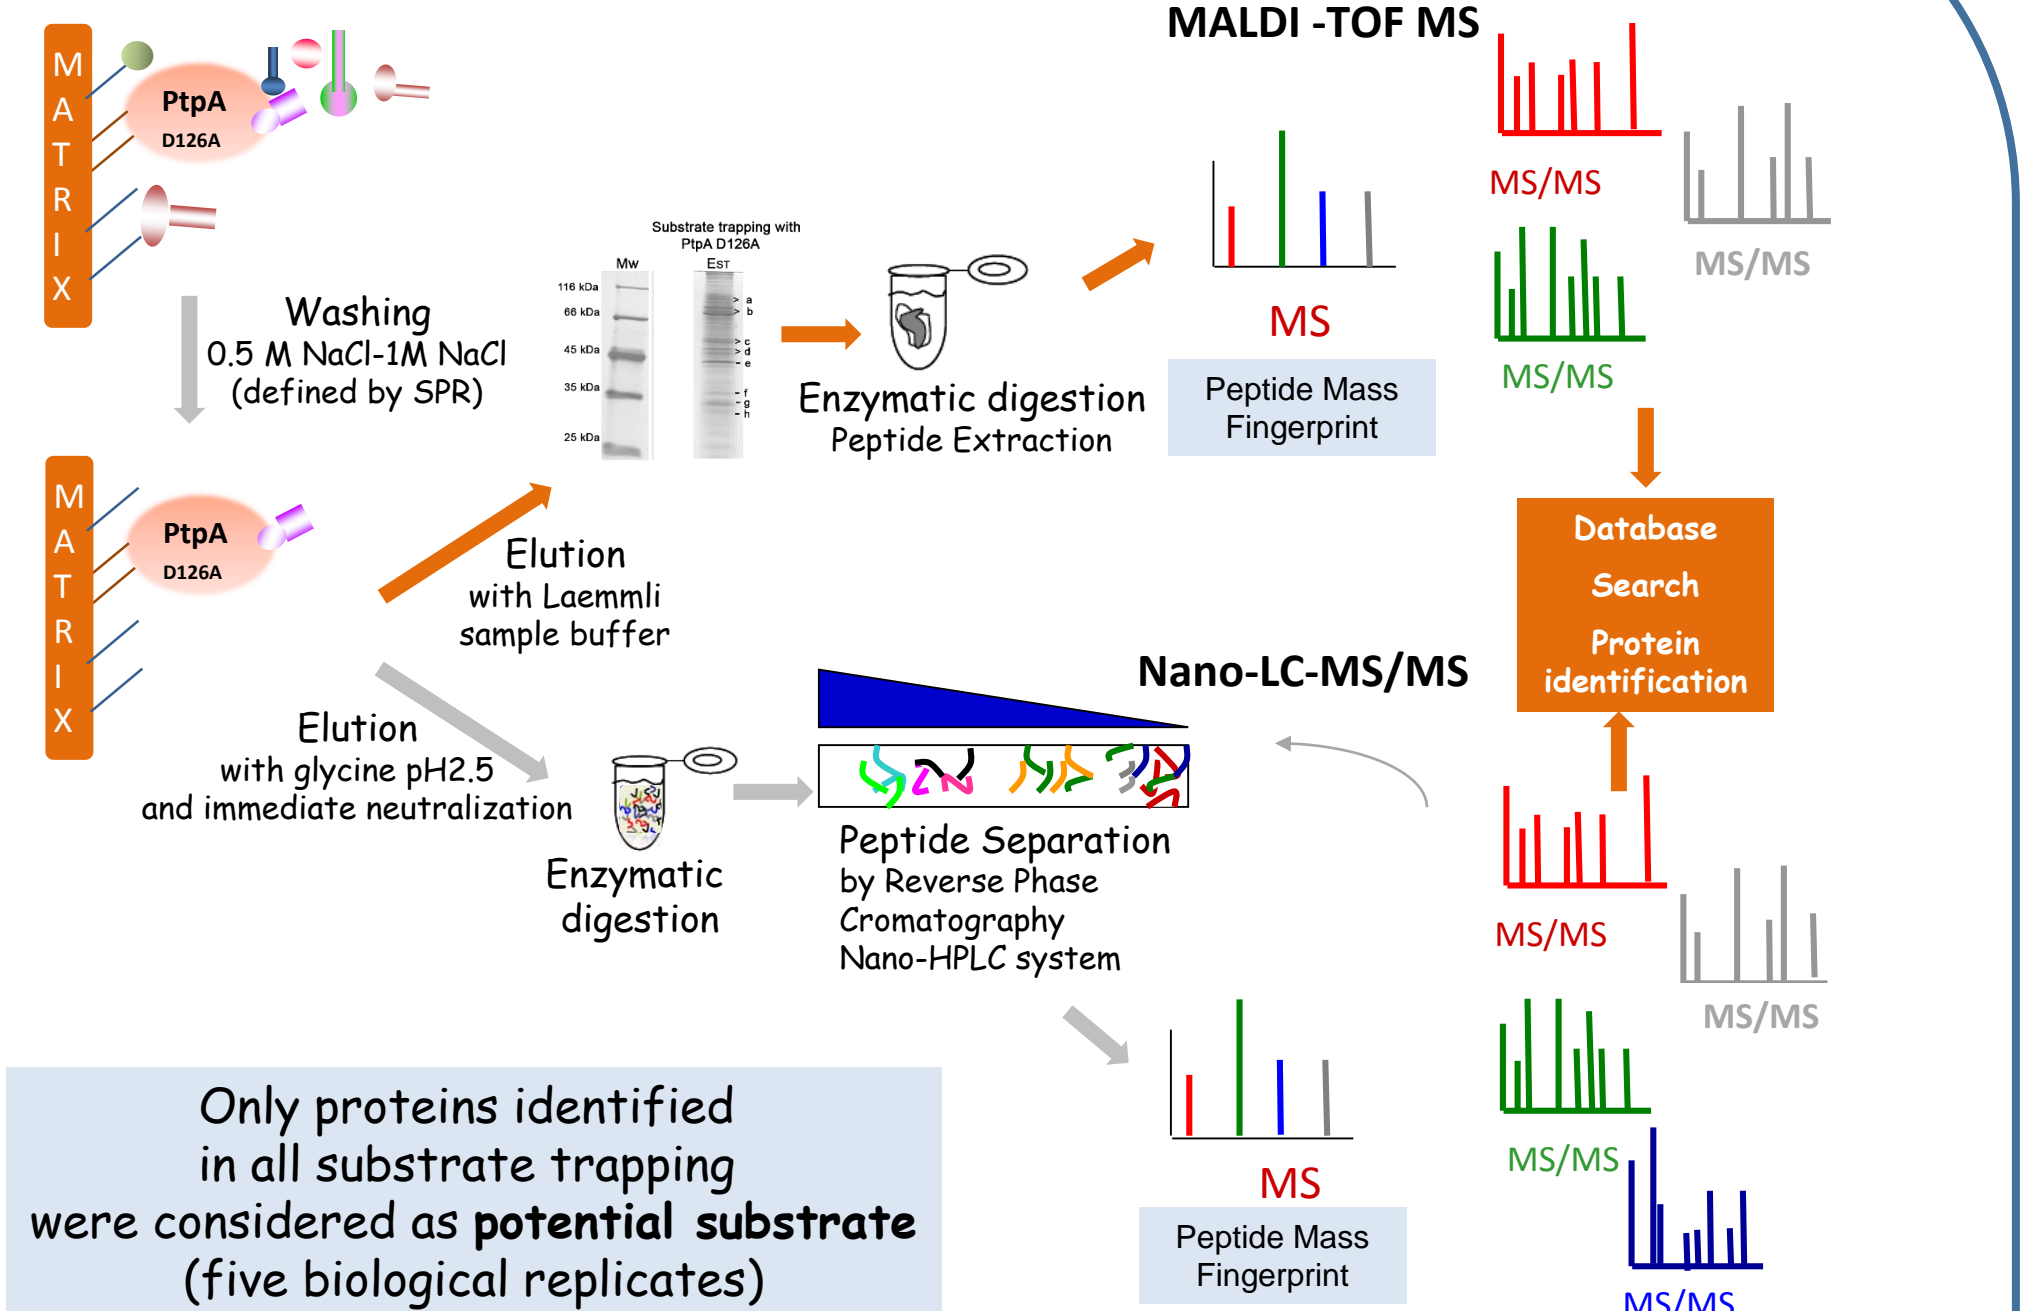 MALDI -TOF MS
M
A
T
R
I
X
PtpA
D126A
Washing
0.5 M NaCl-1M NaCl
(defined by SPR)
Substrate trapping with
PtpA D126A
Mw
EST
116 kDa
66 kDa
45 kDa
35 kDa
25 kDa
> a
> b
> c
> d
- e
- f
- g
- h
Enzymatic digestion
Peptide Extraction
MS
Peptide Mass
Fingerprint
MS/MS
MS/MS
MS/MS
M
A
T
R
I
X
PtpA
D126A
Elution
with Laemmli
sample buffer
Elution
with glycine pH2.5
and immediate neutralization
Enzymatic
digestion
Nano-LC-MS/MS
Peptide Separation
by Reverse Phase
Cromatography
Nano-HPLC system
Database
Search
Protein
identification
MS/MS
MS/MS
MS/MS
MS/MS
MS
Peptide Mass
Fingerprint
Only proteins identified
in all substrate trapping
were considered as potential substrate
(five biological replicates)